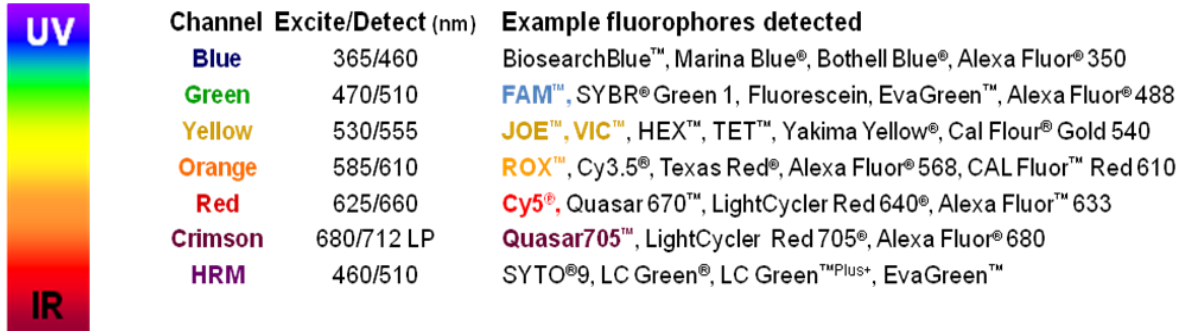 UV
Channel Excite/Detect (nm) Example fluorophores detected
Blue 365/460 BiosearchBlue™, Marina Blue®, Bothell Blue®, Alexa Fluor® 350
Green 470/510 FAM™, SYBR® Green 1, Fluorescein, EvaGreen™, Alexa Fluor® 488
Yellow 530/555 JOE™, VIC™, HEX™, TET™, Yakima Yellow®, Cal Flour® Gold 540
Orange 585/610 ROX™, Cy3.5®, Texas Red®, Alexa Fluor® 568, CAL Fluor™ Red 610
Red 625/660 Cy5®, Quasar 670™, LightCycler Red 640®, Alexa Fluor™ 633
Crimson 680/712 LP Quasar705™, LightCycler Red 705®, Alexa Fluor® 680
HRM 460/510 SYTO®9, LC Green®, LC Green™Plus+, EvaGreen™
IR